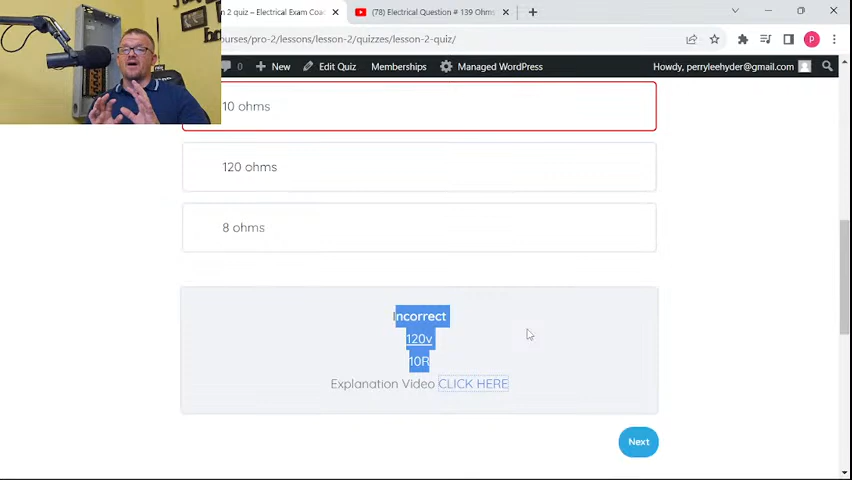 n 2 quiz – Electrical Exam Coac
(78) Electrical Question # 139 Ohms
ourses/pro-2/lessons/lesson-2/quizzes/lesson-2-quiz/
0
New
Edit Quiz
Memberships
Managed WordPress
Howdy, perryleehyder@gmail.com
P
10 ohms
120 ohms
8 ohms
Incorrect
120v
10R
Explanation Video CLICK HERE
Next